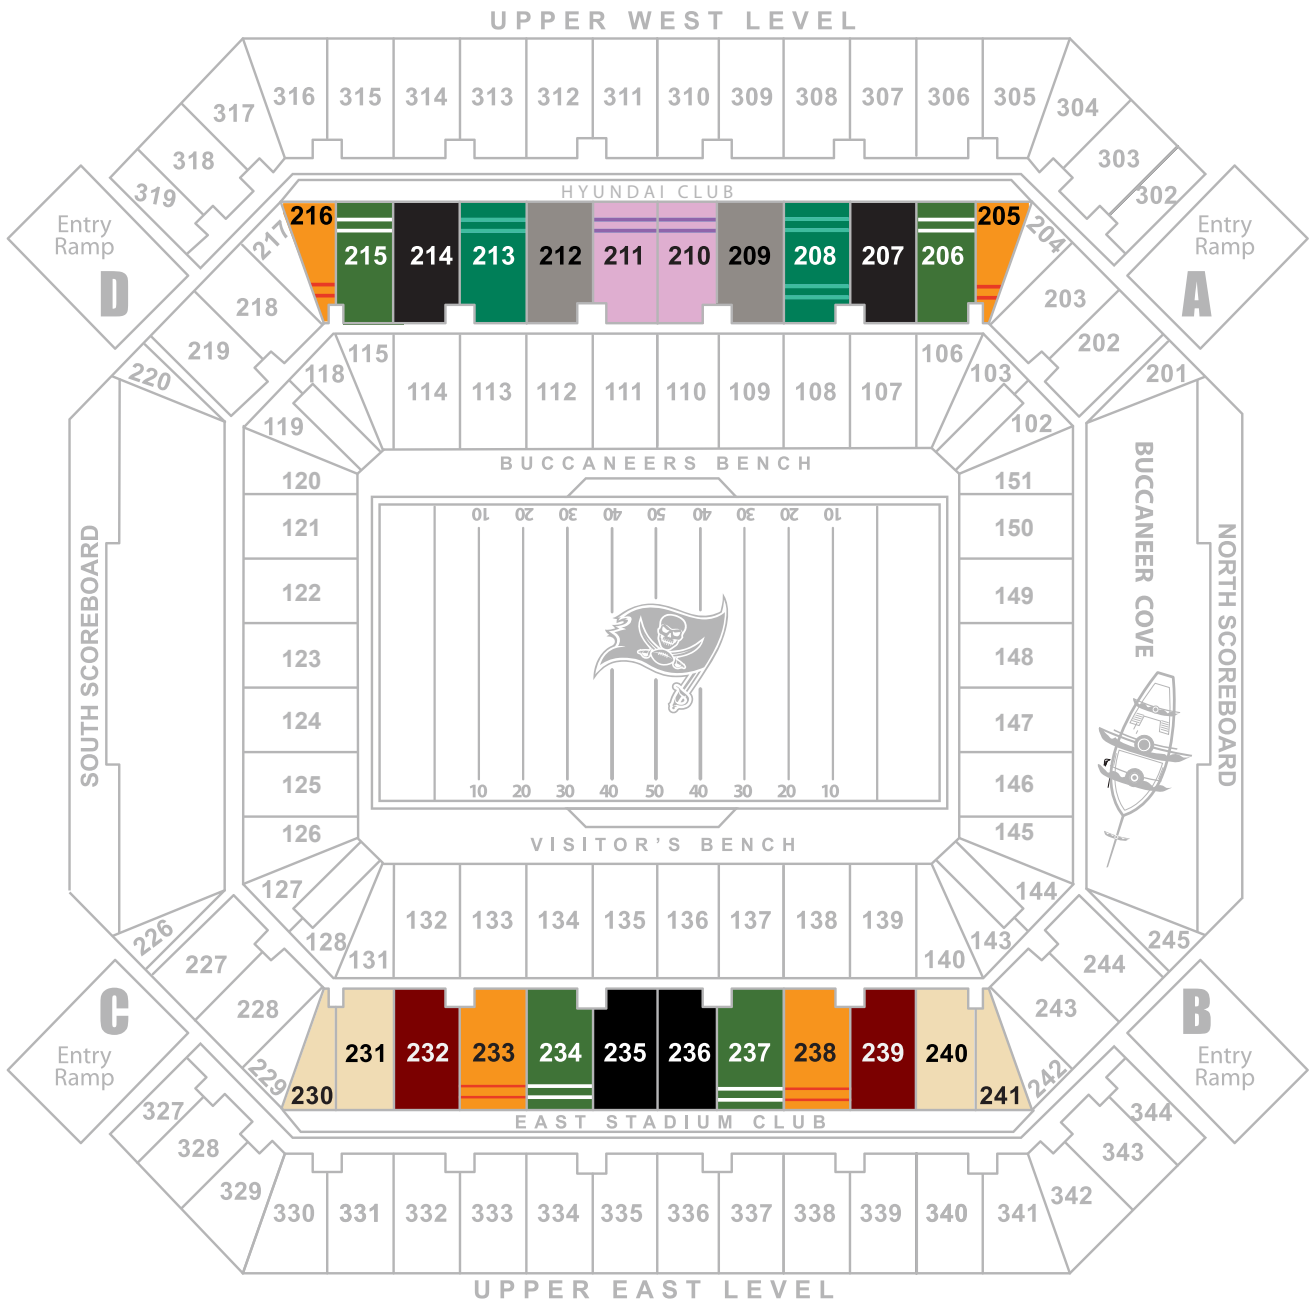 UPPER WEST LEVEL
316 315 314 313 312 311 310 309 308 307 306 305
317 304
318 303
319 302
HYUNDAI CLUB
Entry
Ramp
D
Entry
Ramp
A
216 205
217 204
215 214 213 212 211 210 209 208 207 206
218 203
219 202
220 201
115 106
118 103
114 113 112 111 110 109 108 107
119 102
BUCCANEERS BENCH
120 151
121 150
122 149
123 148
124 147
125 146
126 145
10 20 30 40 50 40 30 20 10
SOUTH SCOREBOARD
BUCCANEER COVE
NORTH SCOREBOARD
10 20 30 40 50 40 30 20 10
VISITOR'S BENCH
127 144
132 133 134 135 136 137 138 139
128 143
131 140
226 245
227 244
228 243
229 242
C
Entry
Ramp
B
Entry
Ramp
231 232 233 234 235 236 237 238 239 240
230 241
EAST STADIUM CLUB
327 344
328 343
329 342
330 331 332 333 334 335 336 337 338 339 340 341
UPPER EAST LEVEL